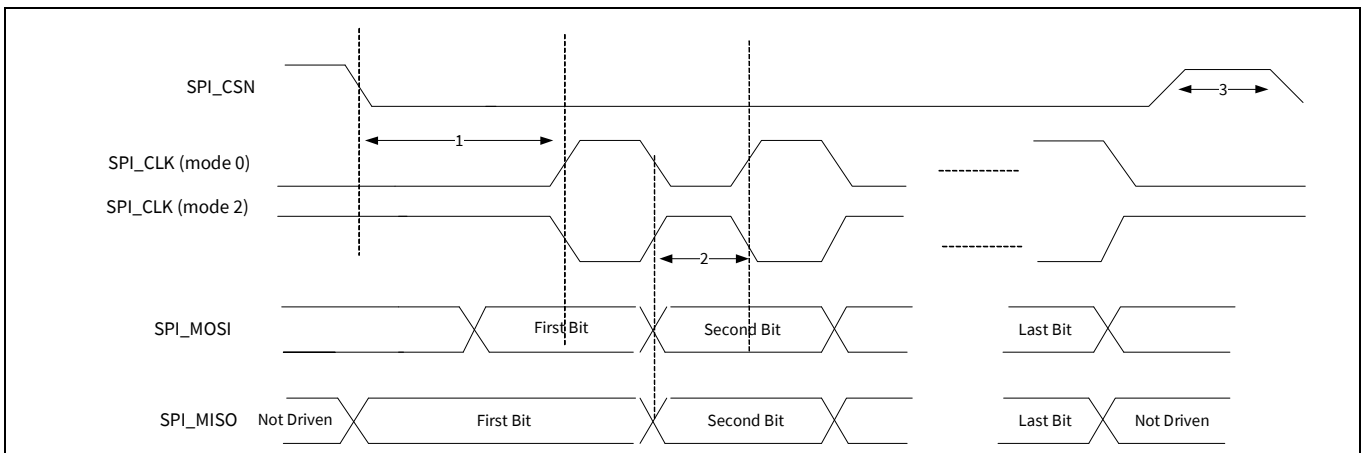 SPI_CSN
3
1
SPI_CLK (mode 0)
SPI_CLK (mode 2)
2
SPI_MOSI First Bit Second Bit Last Bit
SPI_MISO Not Driven First Bit Second Bit Last Bit Not Driven